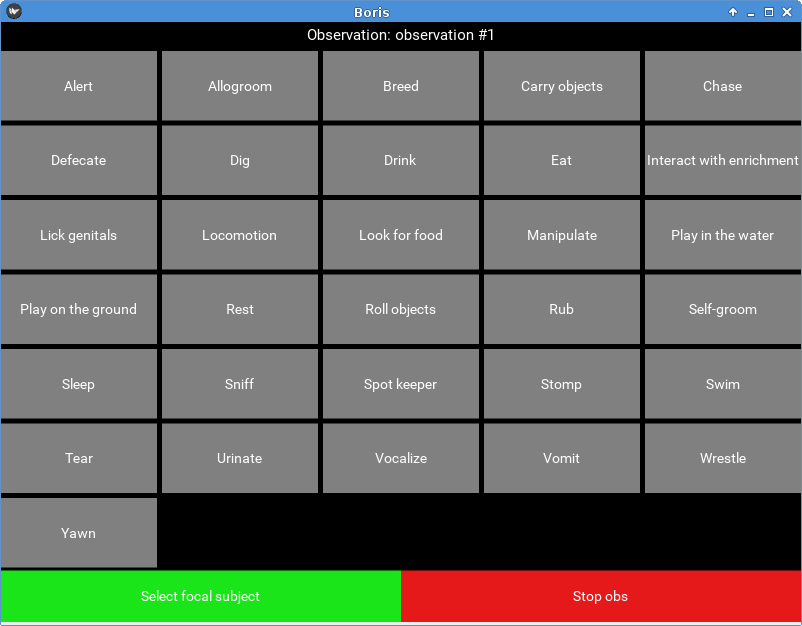 Boris
Observation: observation #1
Alert
Allogroom
Breed
Carry objects
Chase
Defecate
Dig
Drink
Eat
Interact with enrichment
Lick genitals
Locomotion
Look for food
Manipulate
Play in the water
Play on the ground
Rest
Roll objects
Rub
Self-groom
Sleep
Sniff
Spot keeper
Stomp
Swim
Tear
Urinate
Vocalize
Vomit
Wrestle
Yawn
Select focal subject
Stop obs